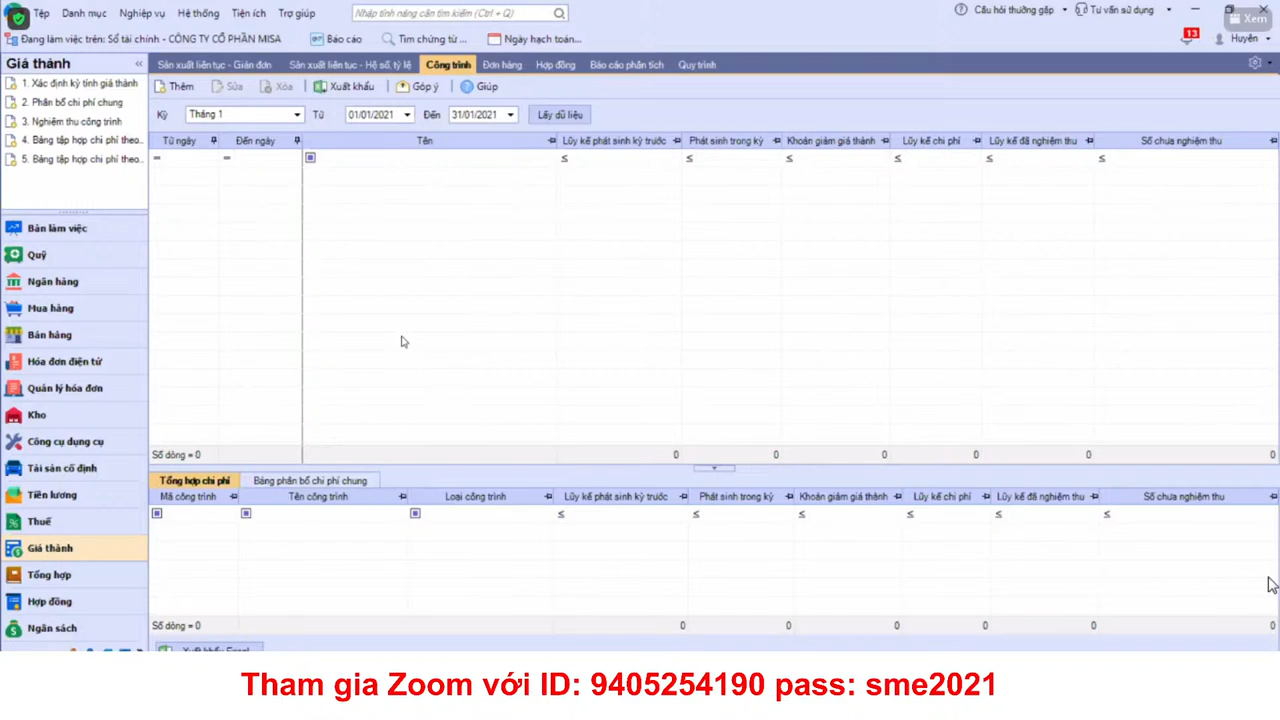 Tệp Danh mục Nghiệp vụ Hệ thống Tiện ích Trợ giúp Nhập tính năng cần tìm kiếm (Ctrl + Q) Câu hỏi thường gặp Tư vấn sử dụng
Xem
Đang làm việc trên: Sổ tài chính - CÔNG TY CỔ PHẦN MISA Báo cáo Tìm chứng từ ... Ngày hạch toán... 13 Huyên
Giá thành « Sản xuất liên tục - Giản đơn Sản xuất liên tục - Hệ số, tỷ lệ Công trình Đơn hàng Hợp đồng Báo cáo phân tích Quy trình
1. Xác định kỳ tính giá thành
2. Phân bổ chi phí chung
3. Nghiệm thu công trình
4. Bảng tập hợp chi phí theo..
5. Bảng tập hợp chi phí theo..
Thêm Sửa Xóa Xuất khẩu Góp ý Giúp
Kỳ Tháng 1 Từ 01/01/2021 Đến 31/01/2021 Lấy dữ liệu
Từ ngày Đến ngày Tên Lũy kế phát sinh kỳ trước Phát sinh trong kỳ Khoản giảm giá thành Lũy kế chi phí Lũy kế đã nghiệm thu Số chưa nghiệm thu
= = ≤ ≤ ≤ ≤ ≤ ≤
Bàn làm việc
Quỹ
Ngân hàng
Mua hàng
Bán hàng
Hóa đơn điện tử
Quản lý hóa đơn
Kho
Công cụ dụng cụ
Tài sản cố định
Tiền lương
Thuế
Giá thành
Tổng hợp
Hợp đồng
Ngân sách
Số dòng = 0 0 0 0 0 0 0
Tổng hợp chi phí Bảng phân bổ chi phí chung
Mã công trình Tên công trình Loại công trình Lũy kế phát sinh kỳ trước Phát sinh trong kỳ Khoản giảm giá thành Lũy kế chi phí Lũy kế đã nghiệm thu Số chưa nghiệm thu
≤ ≤ ≤ ≤ ≤ ≤
Số dòng = 0 0 0 0 0 0 0
Xuất khẩu Excel
Tham gia Zoom với ID: 9405254190 pass: sme2021